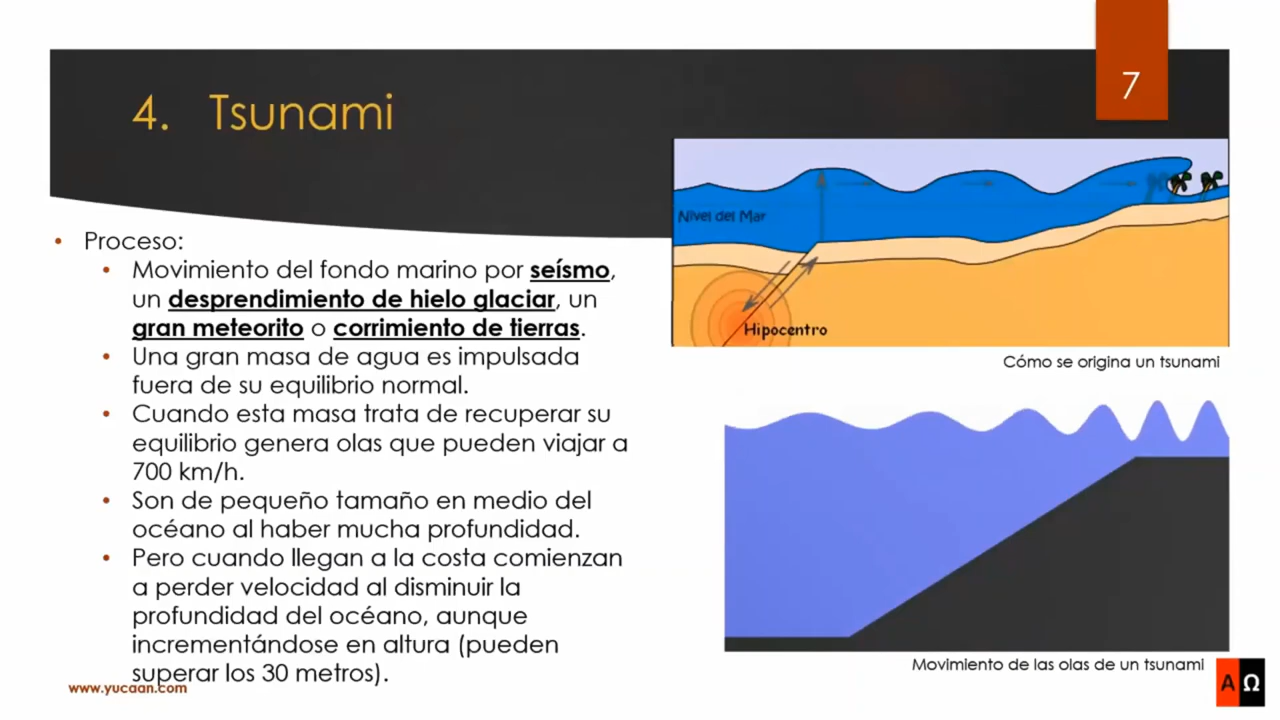 7
4. Tsunami
• Proceso:
• Movimiento del fondo marino por seísmo,
un desprendimiento de hielo glaciar, un
gran meteorito o corrimiento de tierras.
• Una gran masa de agua es impulsada
fuera de su equilibrio normal.
• Cuando esta masa trata de recuperar su
equilibrio genera olas que pueden viajar a
700 km/h.
• Son de pequeño tamaño en medio del
océano al haber mucha profundidad.
• Pero cuando llegan a la costa comienzan
a perder velocidad al disminuir la
profundidad del océano, aunque
incrementándose en altura (pueden
superar los 30 metros).
Nivel del Mar
Hipocentro
Cómo se origina un tsunami
Movimiento de las olas de un tsunami
www.yucaan.com
AΩ